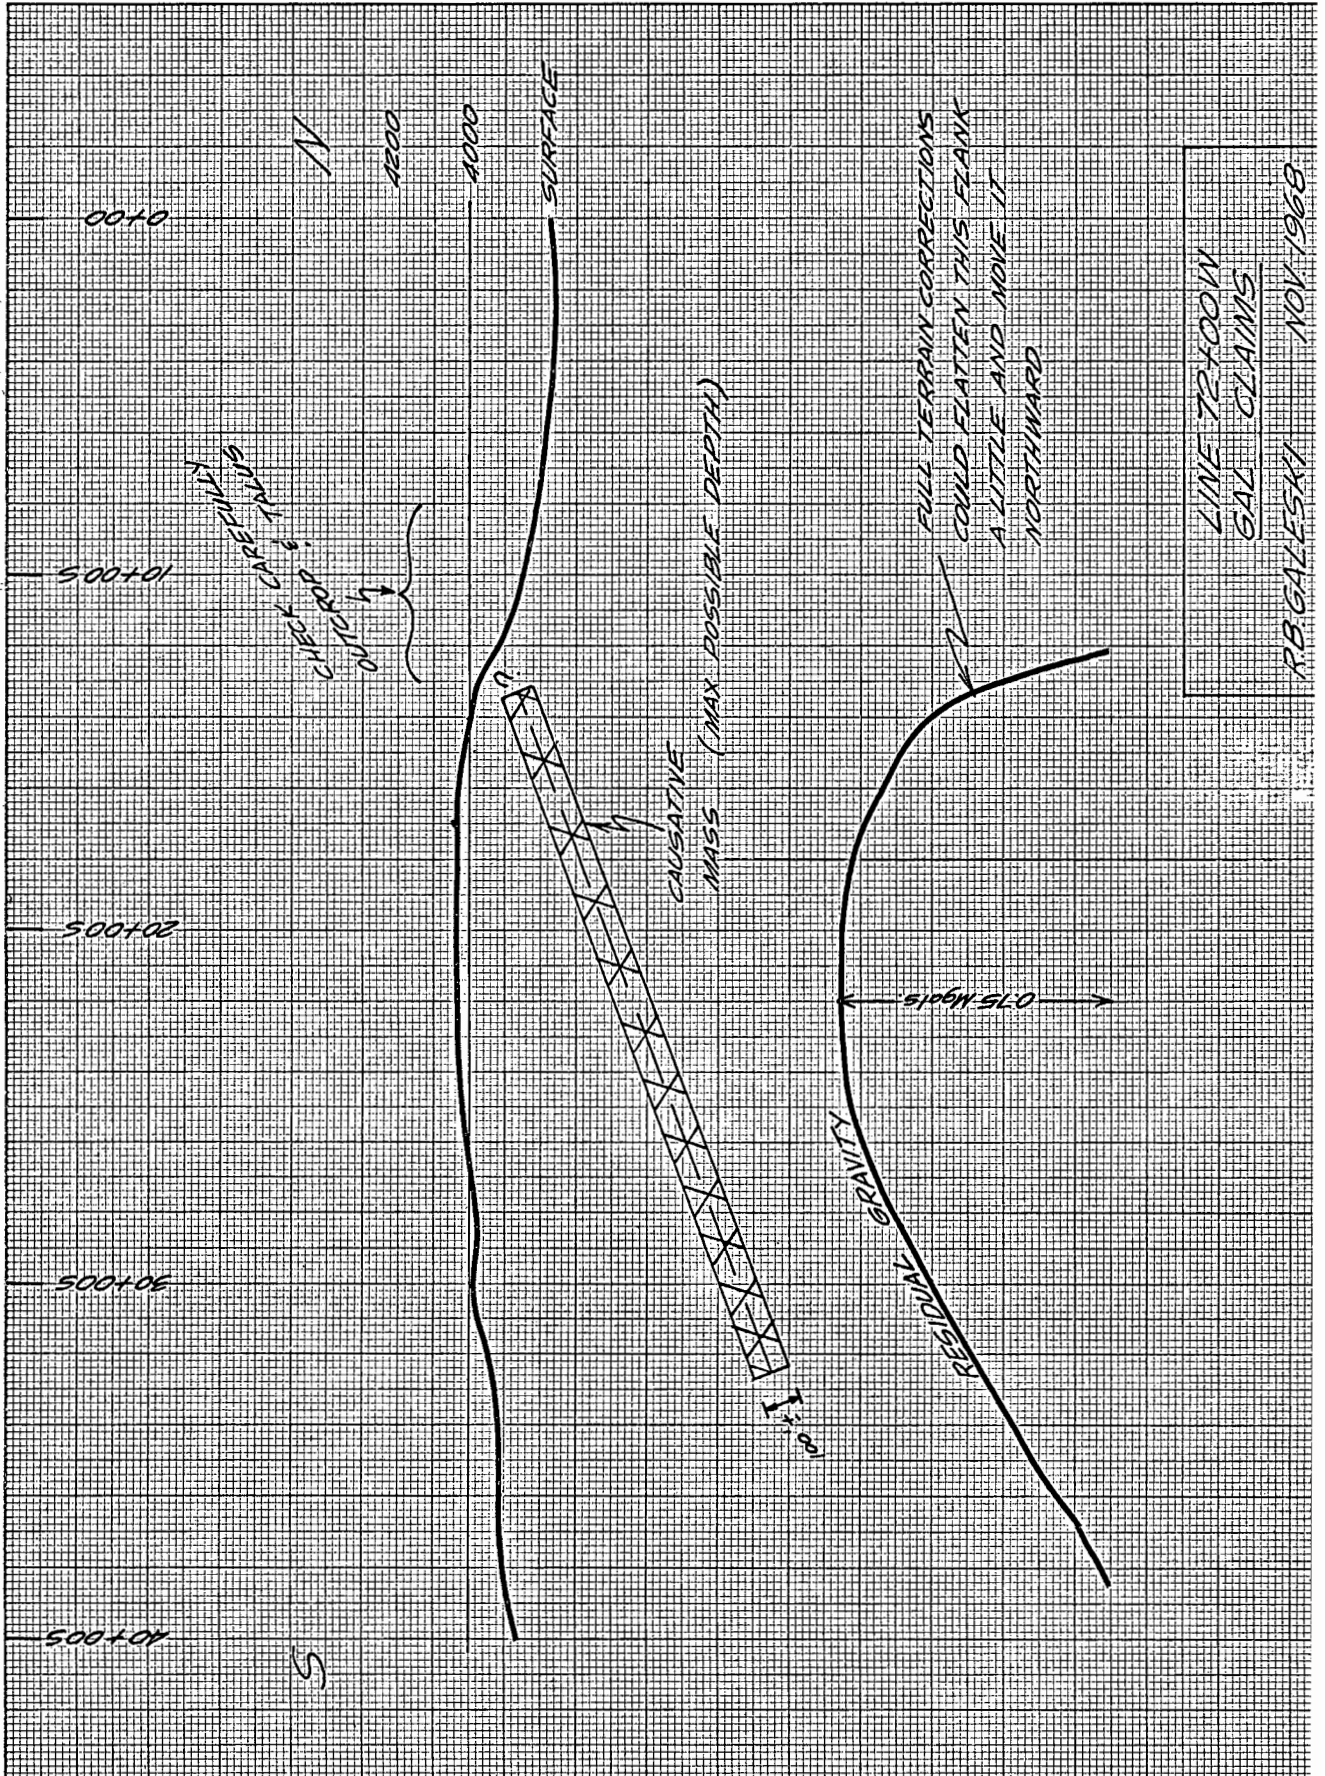 40+00S
30+00S
20+00S
10+00S
0+00
S
N
CHECK CAREFULLY
OUTCROP & TALUS
4200
4000
SURFACE
?
CAUSATIVE
MASS (MAX POSSIBLE DEPTH)
100'±
RESIDUAL GRAVITY
0.75 Mgals
FULL TERRAIN CORRECTIONS
COULD FLATTEN THIS FLANK
A LITTLE AND MOVE IT
NORTHWARD
LINE 72+00W
GAL CLAIMS
R.B.GALESKI NOV. 1968